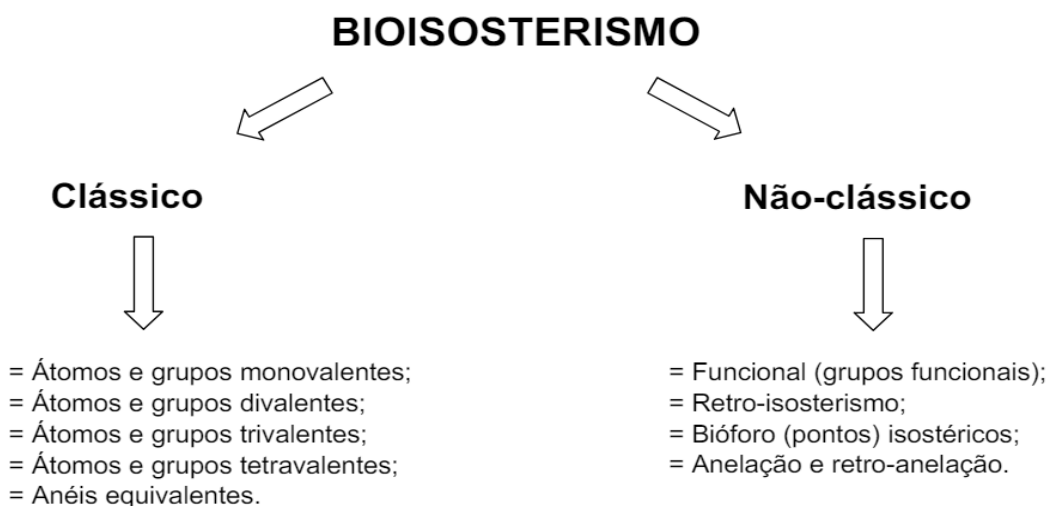 BIOISOSTERISMO
Clássico
Não-clássico
= Átomos e grupos monovalentes;
= Átomos e grupos divalentes;
= Átomos e grupos trivalentes;
= Átomos e grupos tetravalentes;
= Anéis equivalentes.
= Funcional (grupos funcionais);
= Retro-isosterismo;
= Bióforo (pontos) isostéricos;
= Anelação e retro-anelação.